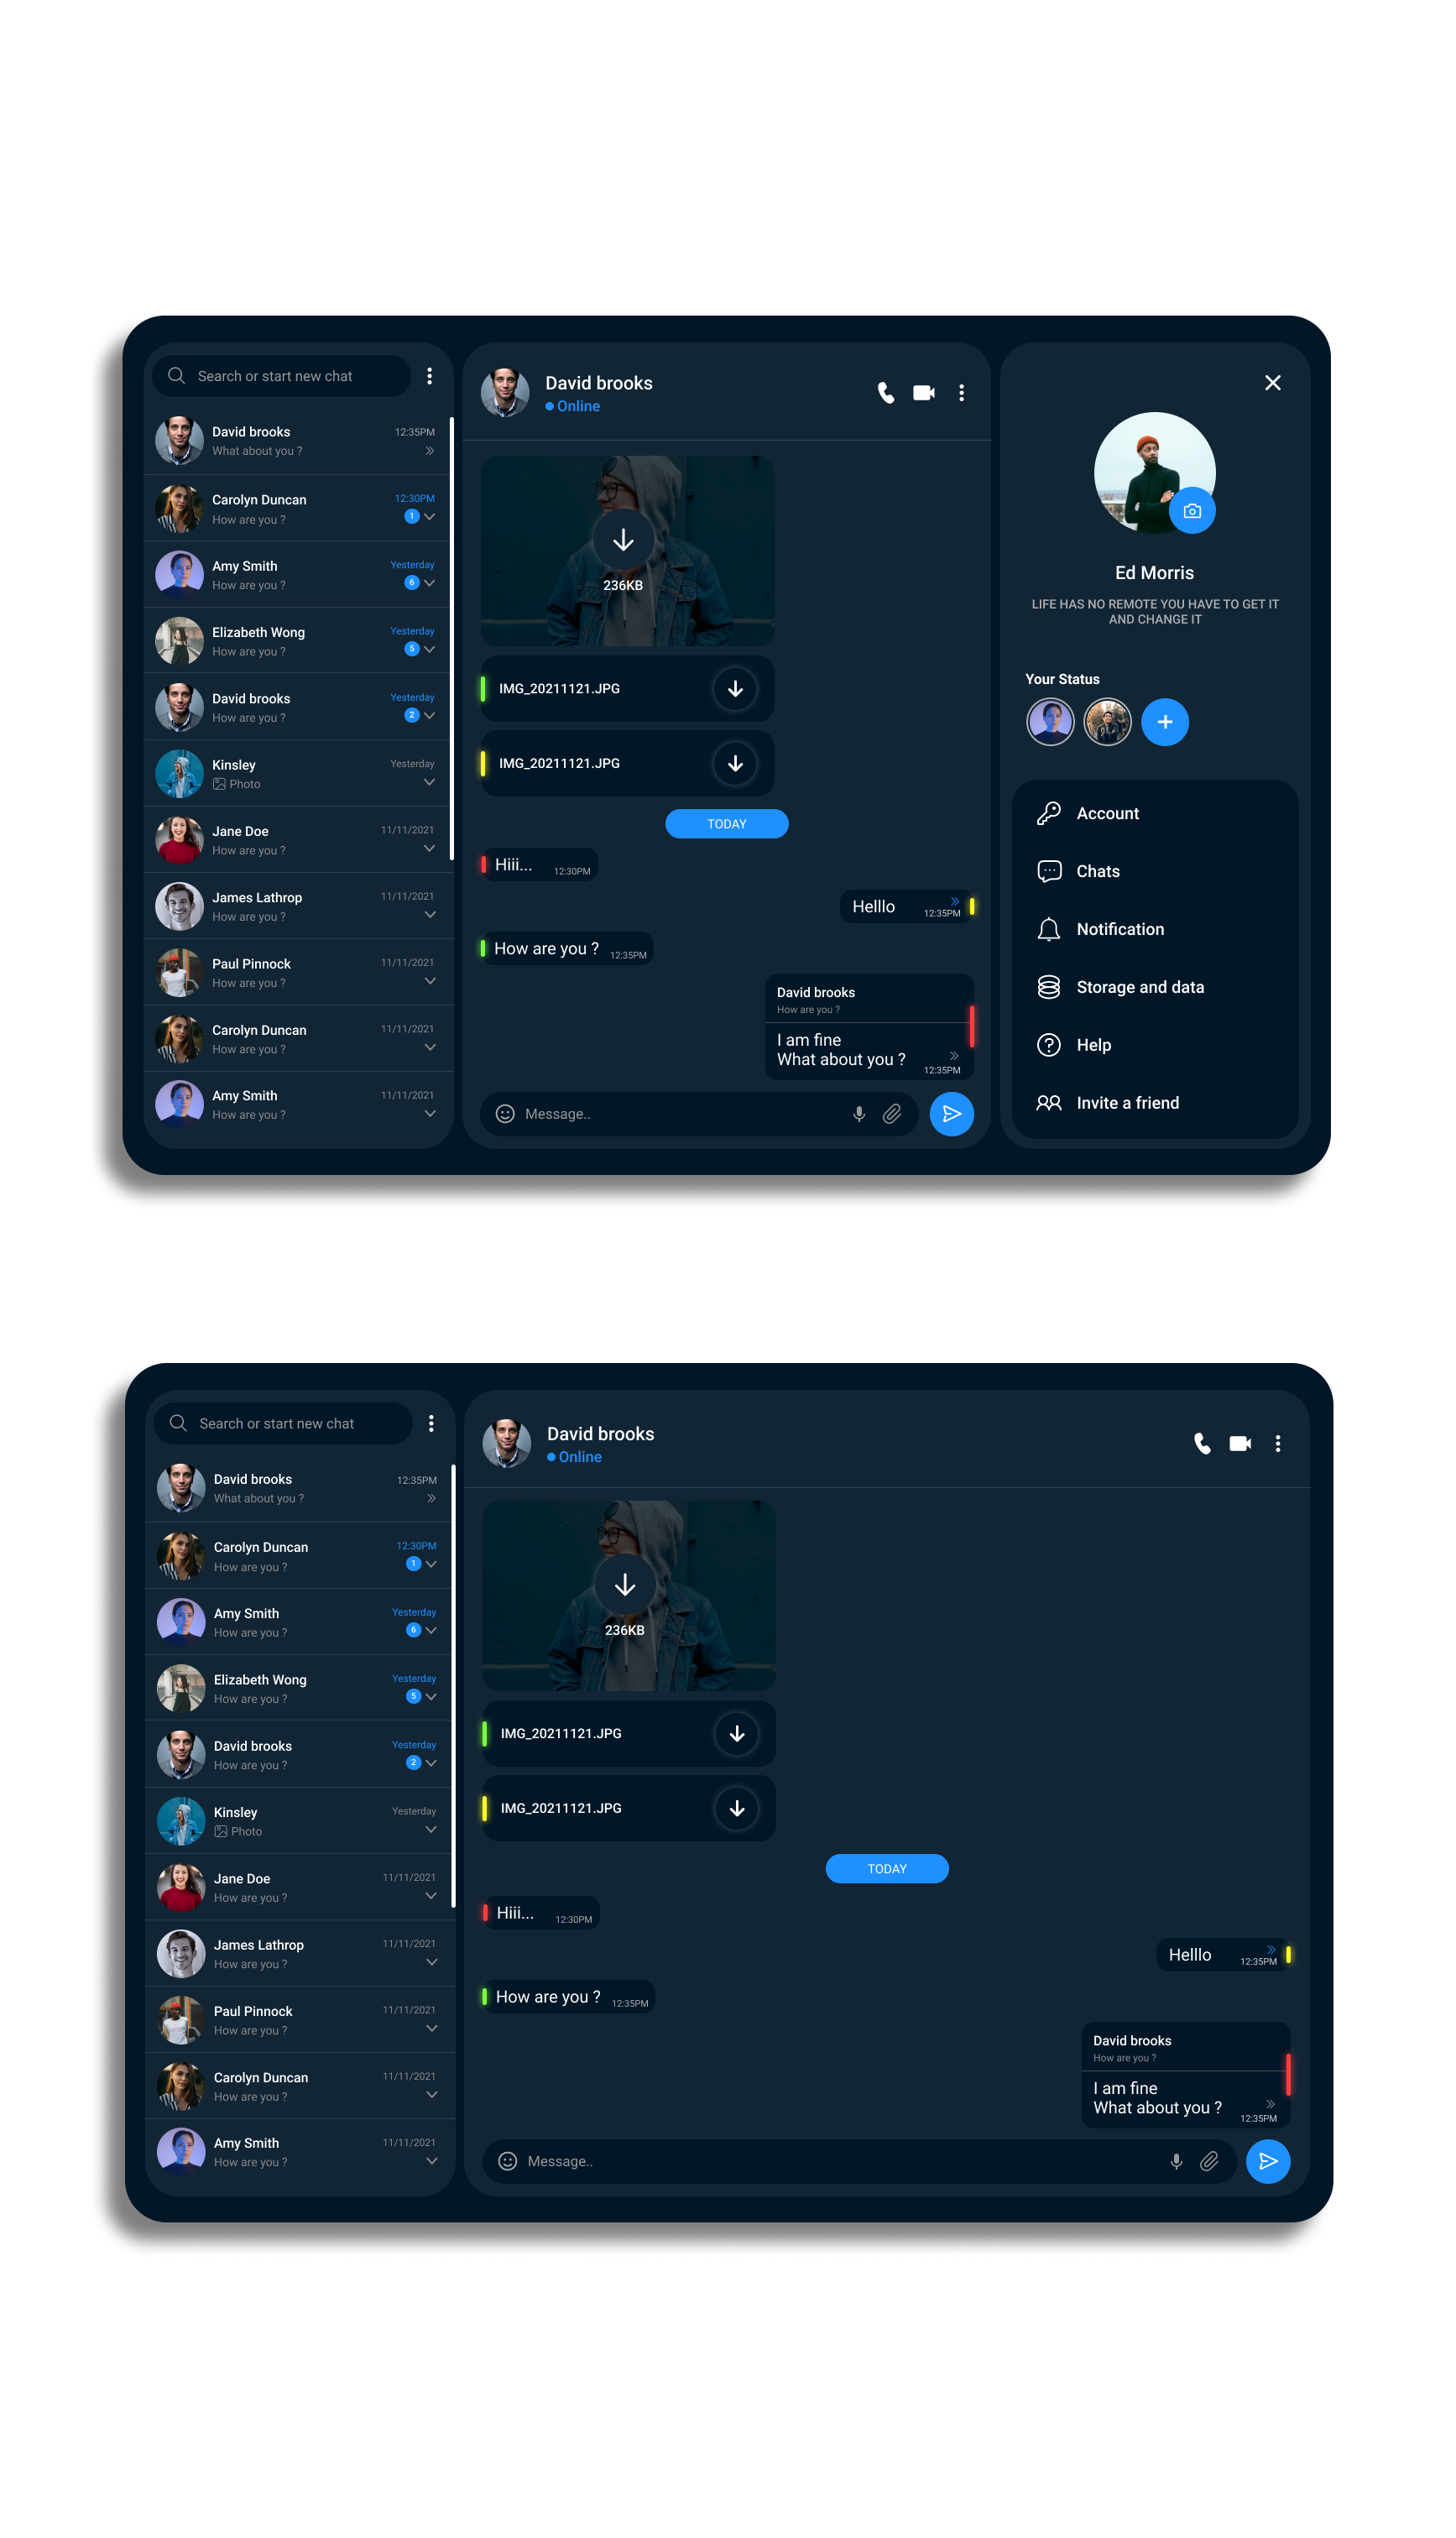 Search or start new chat
David brooks
12:35PM
What about you ?
Carolyn Duncan
12:30PM
How are you ?
1
Amy Smith
Yesterday
How are you ?
6
Elizabeth Wong
Yesterday
How are you ?
5
David brooks
Yesterday
How are you ?
2
Kinsley
Yesterday
Photo
Jane Doe
11/11/2021
How are you ?
James Lathrop
11/11/2021
How are you ?
Paul Pinnock
11/11/2021
How are you ?
Carolyn Duncan
11/11/2021
How are you ?
Amy Smith
11/11/2021
How are you ?
David brooks
Online
236KB
IMG_20211121.JPG
IMG_20211121.JPG
TODAY
Hiii...
12:30PM
Helllo
12:35PM
How are you ?
12:35PM
David brooks
How are you ?
I am fine
What about you ?
12:35PM
Message..
Ed Morris
LIFE HAS NO REMOTE YOU HAVE TO GET IT
AND CHANGE IT
Your Status
Account
Chats
Notification
Storage and data
Help
Invite a friend
Search or start new chat
David brooks
12:35PM
What about you ?
Carolyn Duncan
12:30PM
How are you ?
1
Amy Smith
Yesterday
How are you ?
6
Elizabeth Wong
Yesterday
How are you ?
5
David brooks
Yesterday
How are you ?
2
Kinsley
Yesterday
Photo
Jane Doe
11/11/2021
How are you ?
James Lathrop
11/11/2021
How are you ?
Paul Pinnock
11/11/2021
How are you ?
Carolyn Duncan
11/11/2021
How are you ?
Amy Smith
11/11/2021
How are you ?
David brooks
Online
236KB
IMG_20211121.JPG
IMG_20211121.JPG
TODAY
Hiii...
12:30PM
Helllo
12:35PM
How are you ?
12:35PM
David brooks
How are you ?
I am fine
What about you ?
12:35PM
Message..